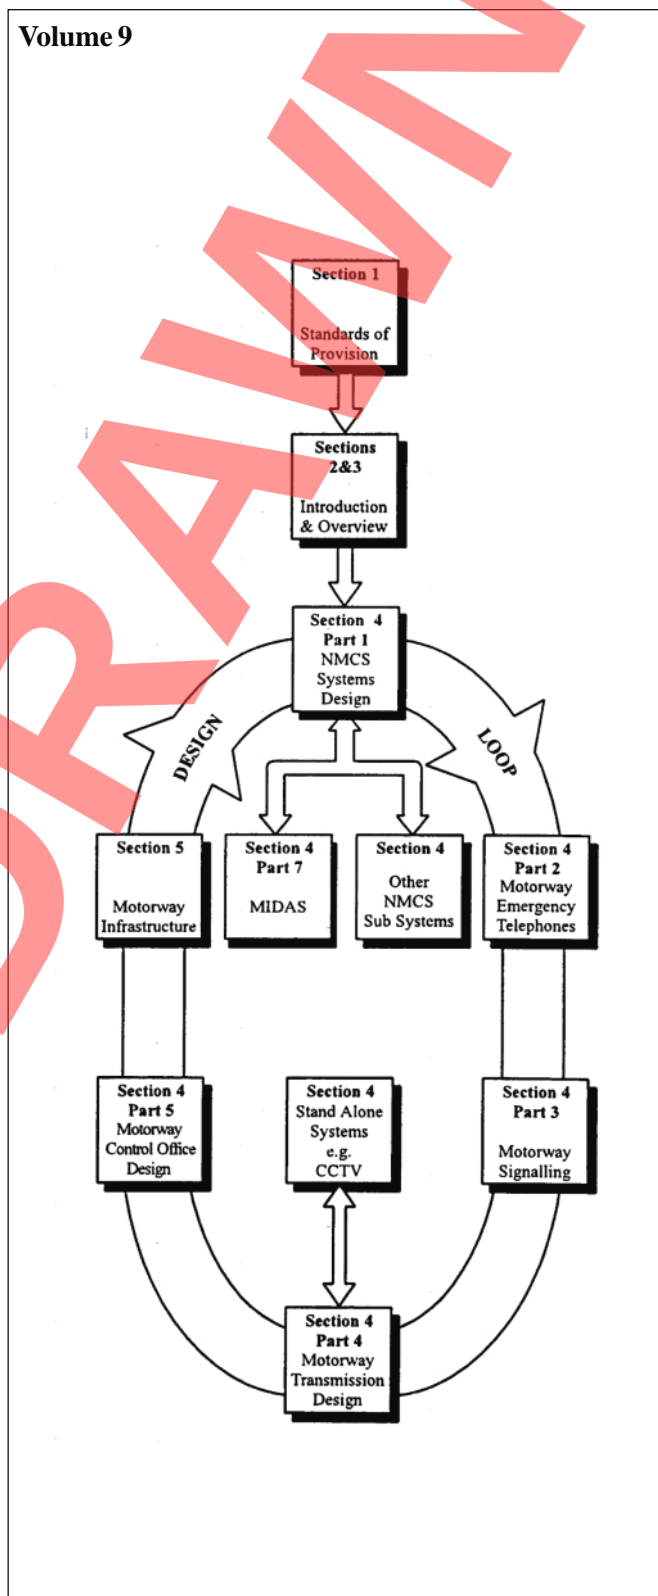 Volume 9
Section 1
Standards of
Provision
Sections
2&3
Introduction
& Overview
Section 4
Part 1
NMCS
Systems
Design
DESIGN
LOOP
Section 5
Motorway
Infrastructure
Section 4
Part 7
MIDAS
Section 4
Other
NMCS
Sub Systems
Section 4
Part 2
Motorway
Emergency
Telephones
Section 4
Part 5
Motorway
Control Office
Design
Section 4
Stand Alone
Systems
e.g.
CCTV
Section 4
Part 3
Motorway
Signalling
Section 4
Part 4
Motorway
Transmission
Design
DRAWN